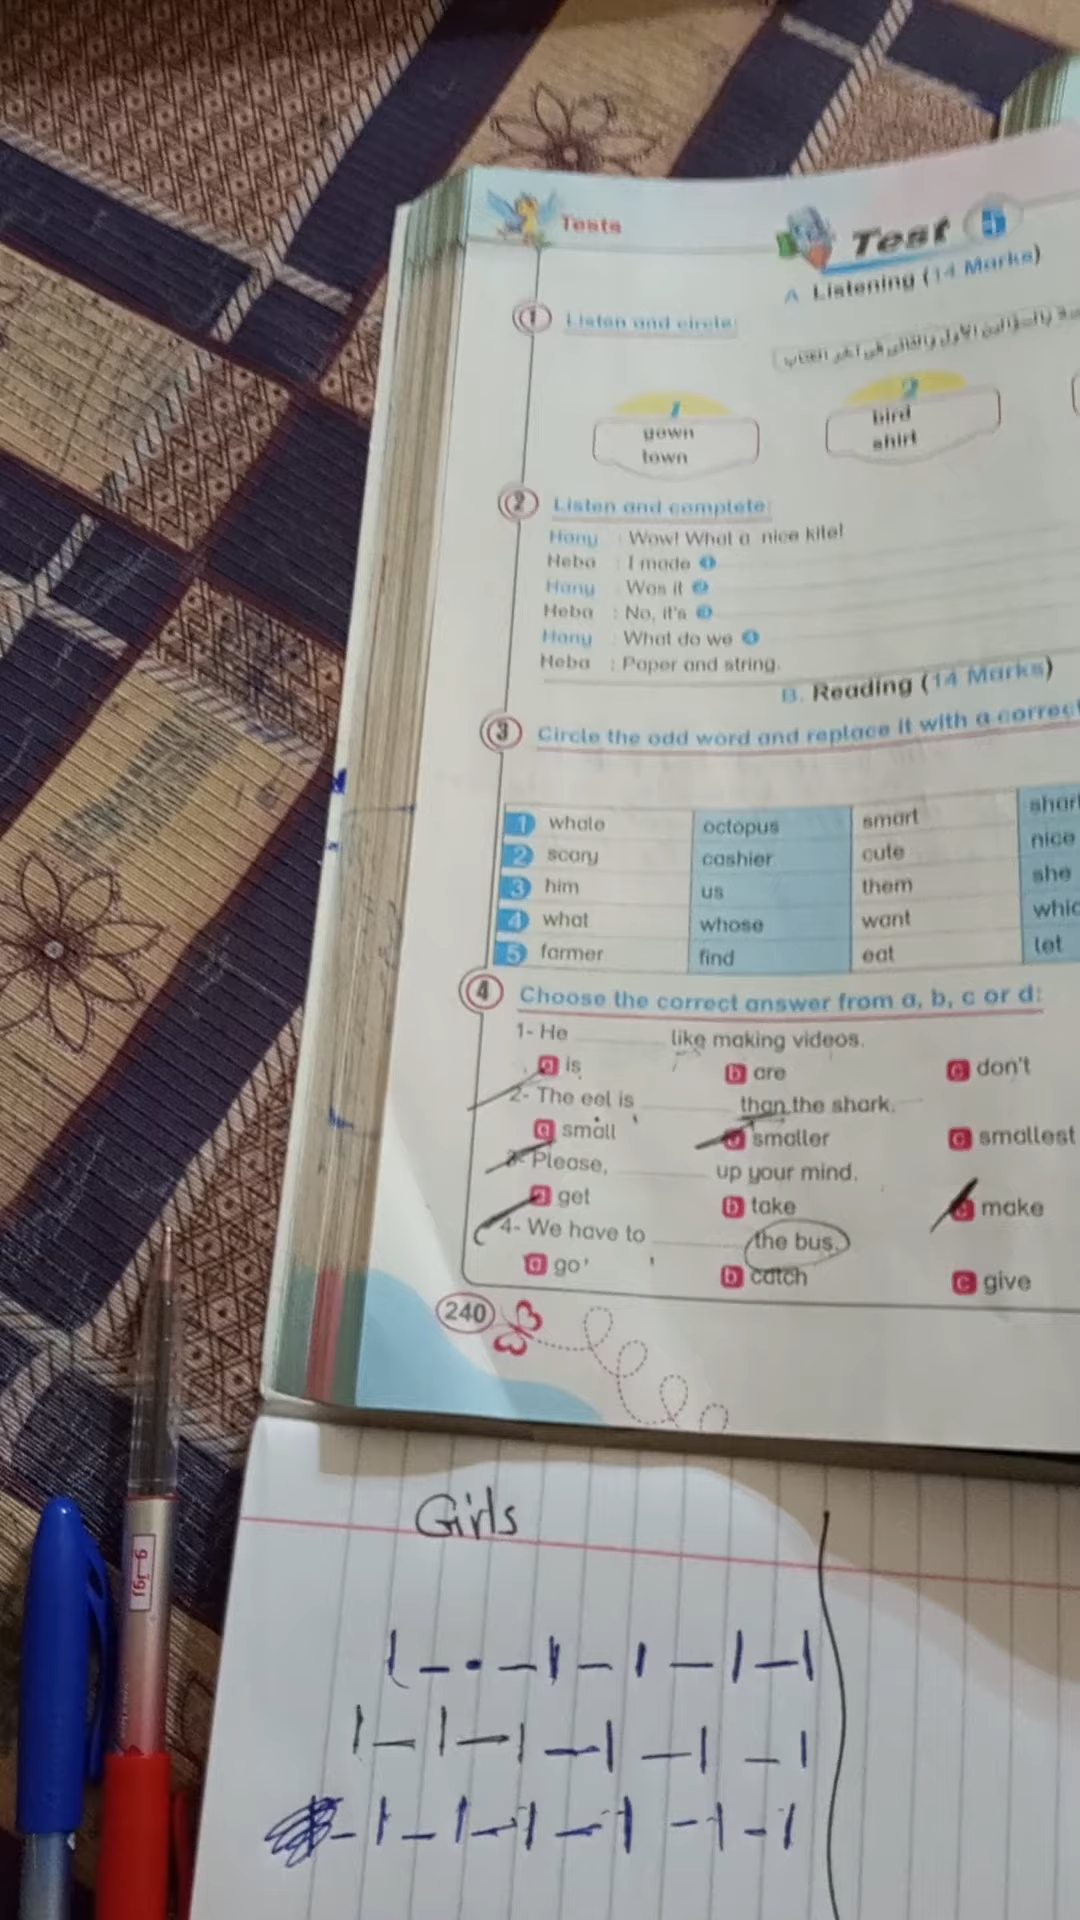 Tests
Test 5
A Listening (14 Marks)
1 Listen and circle:
1
gown
town
2
bird
shirt
2 Listen and complete:
Hany : Wow! What a nice kite!
Heba : I made 1
Hany : Was it 2
Heba : No, it's 3
Hany : What do we 4
Heba : Paper and string.
B. Reading (14 Marks)
3 Circle the odd word and replace it with a correct
1 whale octopus smart shar
2 scary cashier cute nice
3 him us them she
4 what whose want whic
5 farmer find eat let
4 Choose the correct answer from a, b, c or d:
1- He ______ like making videos.
a is b are c don't
2- The eel is ______ than the shark.
a small b smaller c smallest
3- Please, ______ up your mind.
a get b take c make
4- We have to ______ the bus.
a go b catch c give
240
Girls